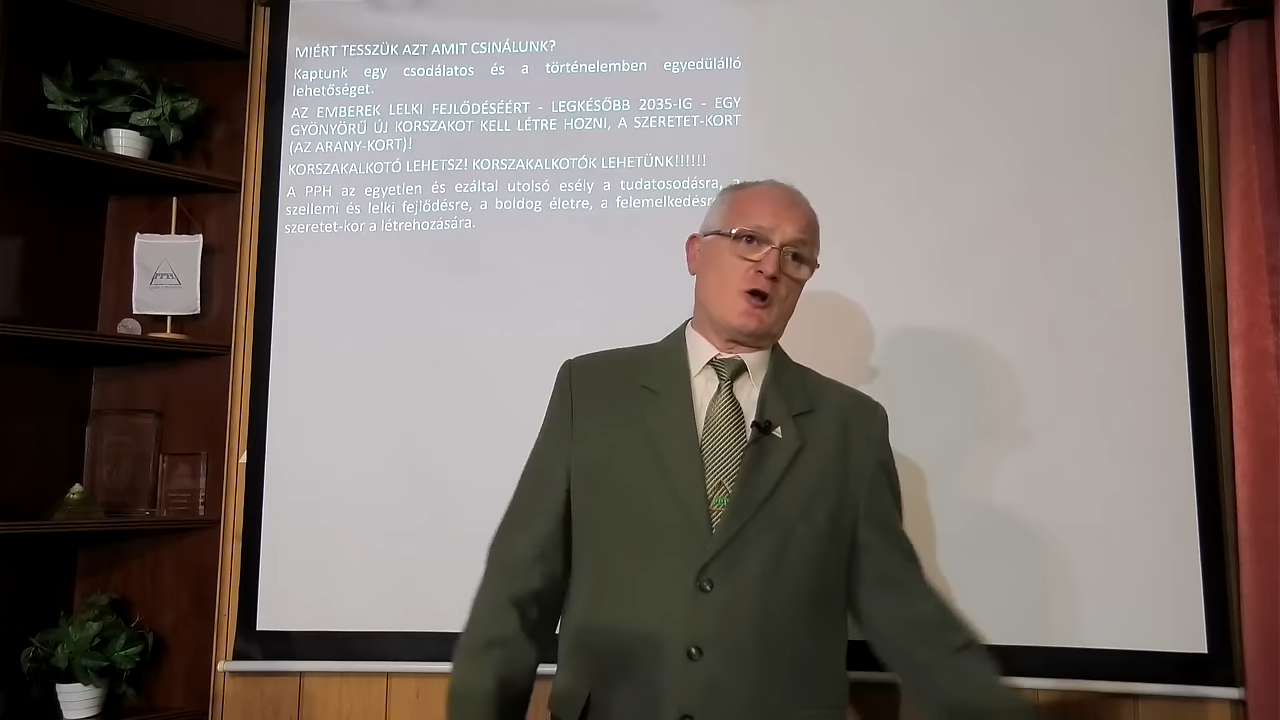 MIÉRT TESSZÜK AZT AMIT CSINÁLUNK?
Kaptunk egy csodálatos és a történelemben egyedülálló
lehetőséget.
AZ EMBEREK LELKI FEJLŐDÉSÉÉRT - LEGKÉSŐBB 2035-IG - EGY
GYÖNYÖRŰ ÚJ KORSZAKOT KELL LÉTRE HOZNI, A SZERETET-KORT
(AZ ARANY-KORT)!
KORSZAKALKOTÓ LEHETSZ! KORSZAKALKOTÓK LEHETÜNK!!!!!!
A PPH az egyetlen és ezáltal utolsó esély a tudatosodásra, a
szellemi és lelki fejlődésre, a boldog életre, a
szeretet-kor a létrehozására.
PPH